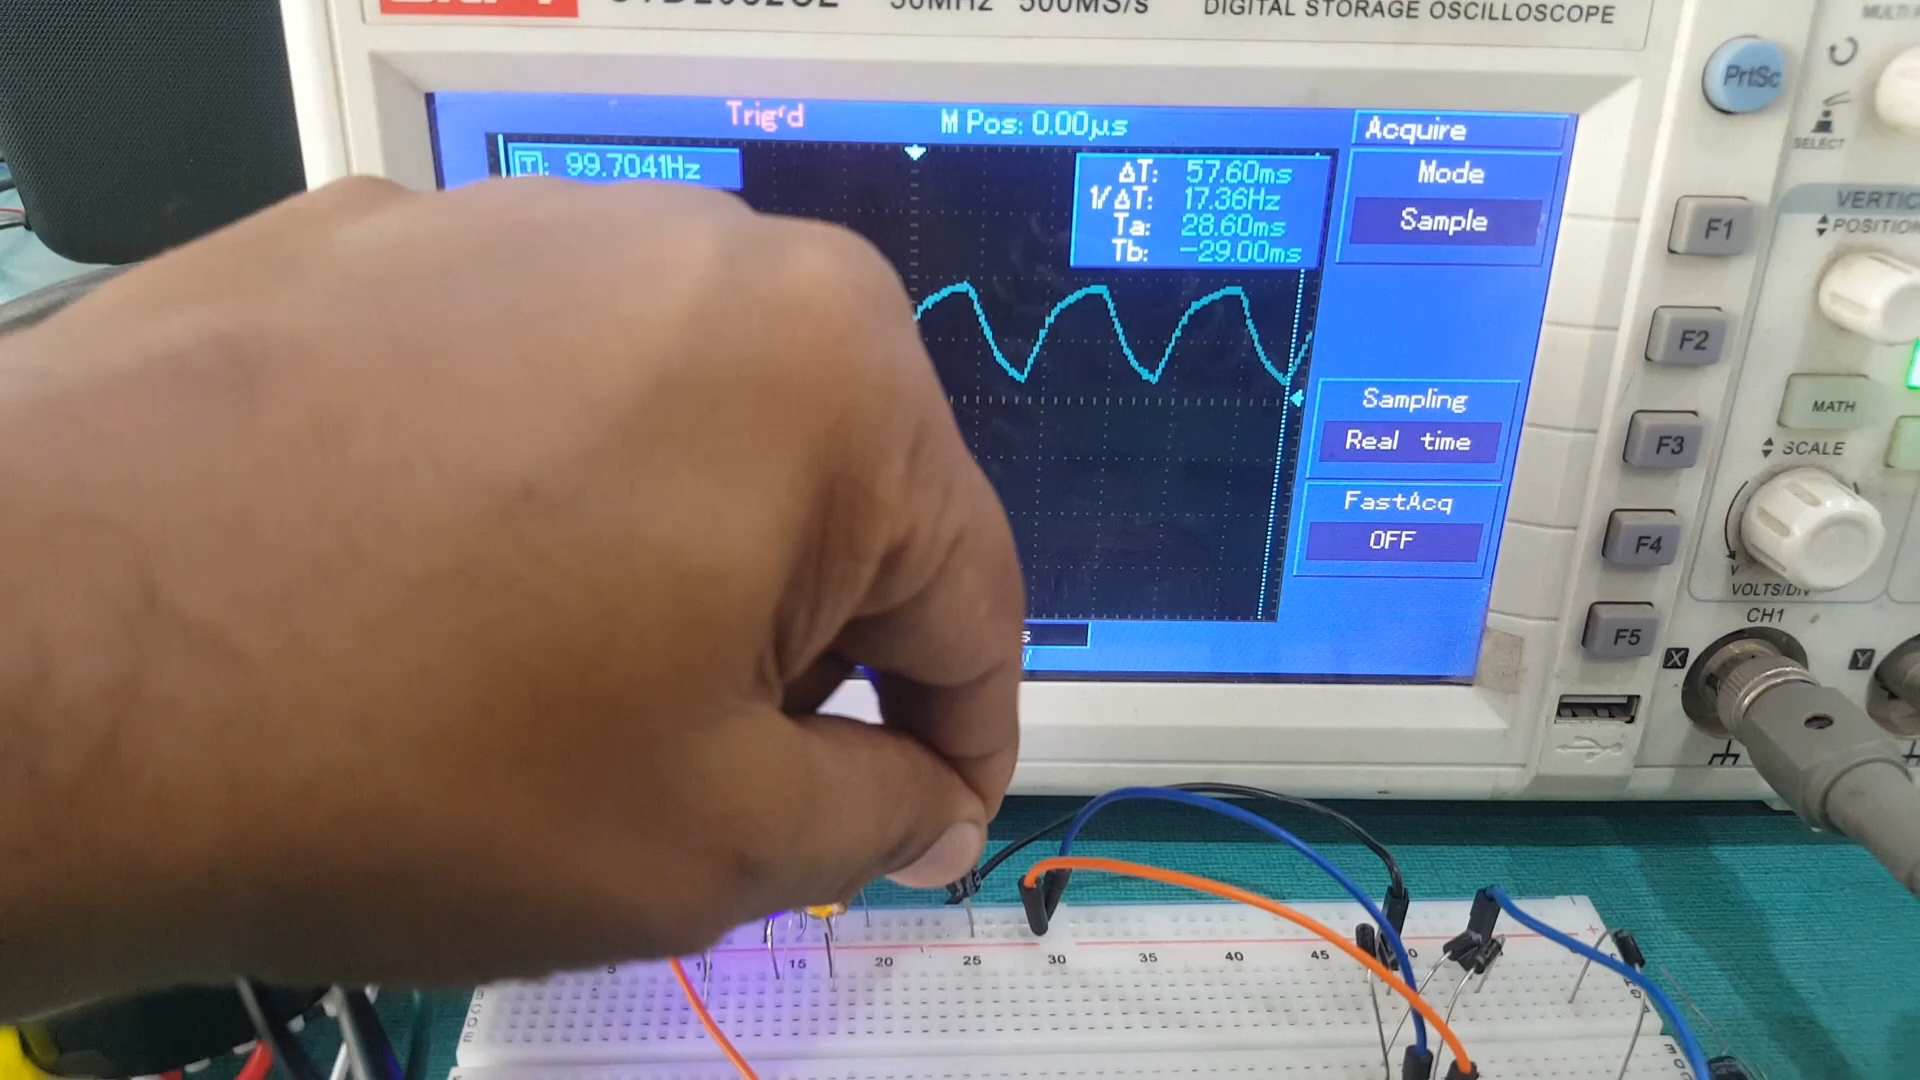 50MHz 500MS/s DIGITAL STORAGE OSCILLOSCOPE
PrtSc
SELECT
Trig'd
M Pos: 0.00µs
Acquire
T: 99.7041Hz
ΔT: 57.60ms
1/ΔT: 17.36Hz
Ta: 28.60ms
Tb: -29.00ms
Mode
Sample
Sampling
Real time
FastAcq
OFF
F1
F2
F3
F4
F5
POSITION
MATH
SCALE
V
VOLTS/DIV
CH1
X
Y
15 20 25 30 35 40 45